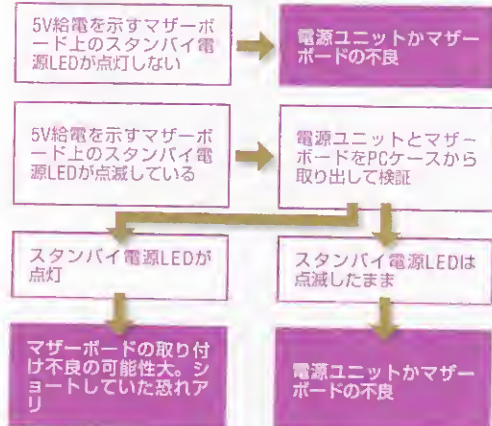 5V給電を示すマザーボ
ード上のスタンバイ電
源LEDが点灯しない
電源ユニットかマザー
ボードの不良
5V給電を示すマザーボ
ード上のスタンバイ電
源LEDが点滅している
電源ユニットとマザー
ボードをPCケースから
取り出して検証
スタンバイ電源LEDが
点灯
スタンバイ電源LEDは
点滅したまま
マザーボードの取り付
け不良の可能性大。シ
ョートしていた恐れア
リ
電源ユニットかマザー
ボードの不良